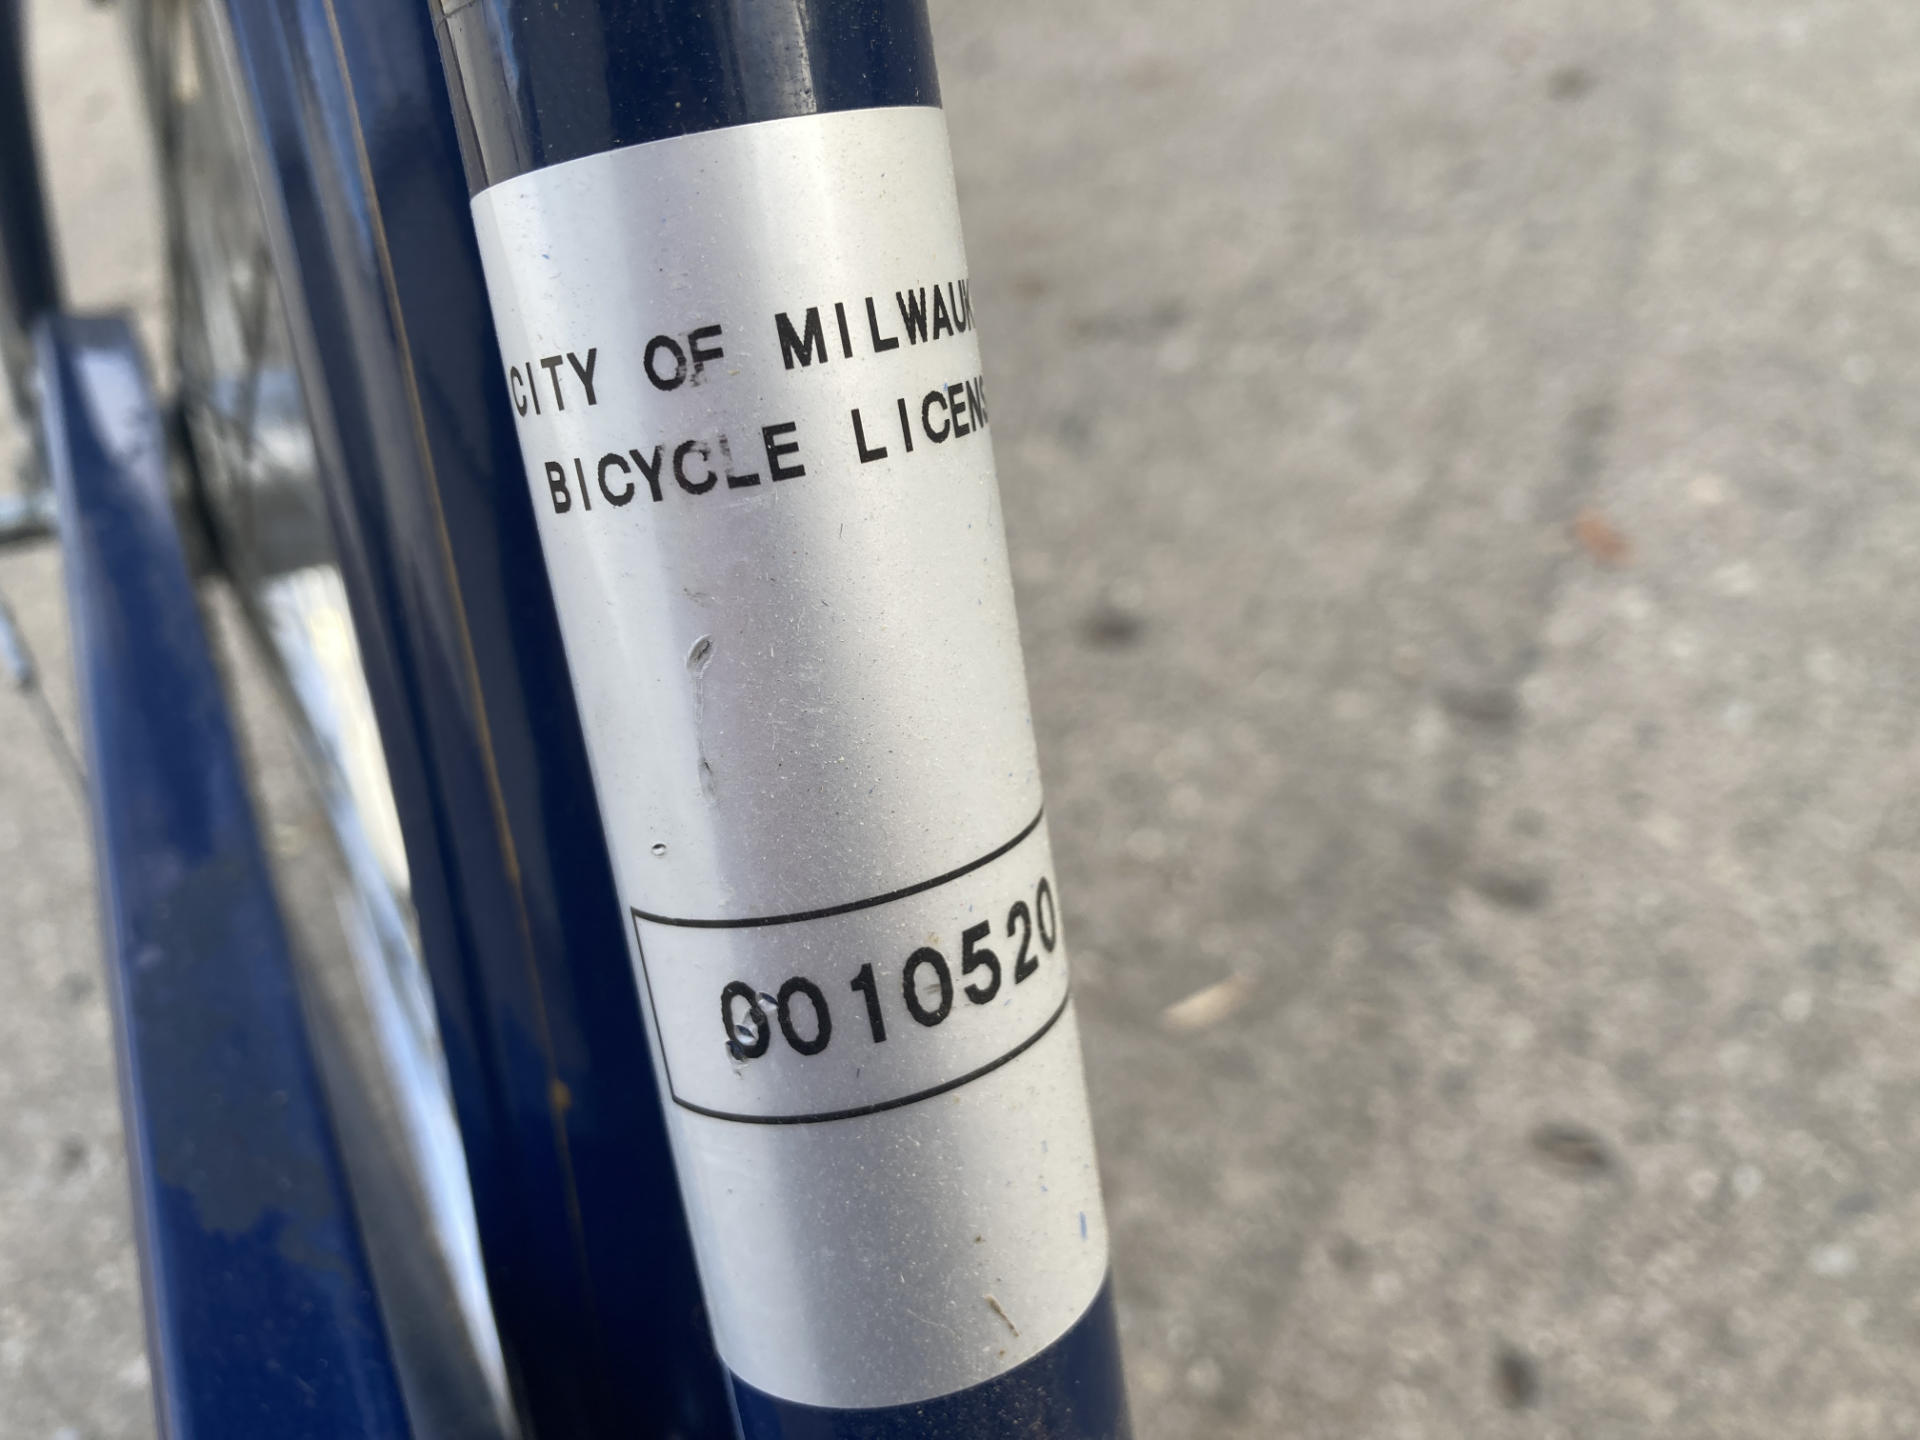 CITY OF MILWAUK
BICYCLE LICENS
0010520